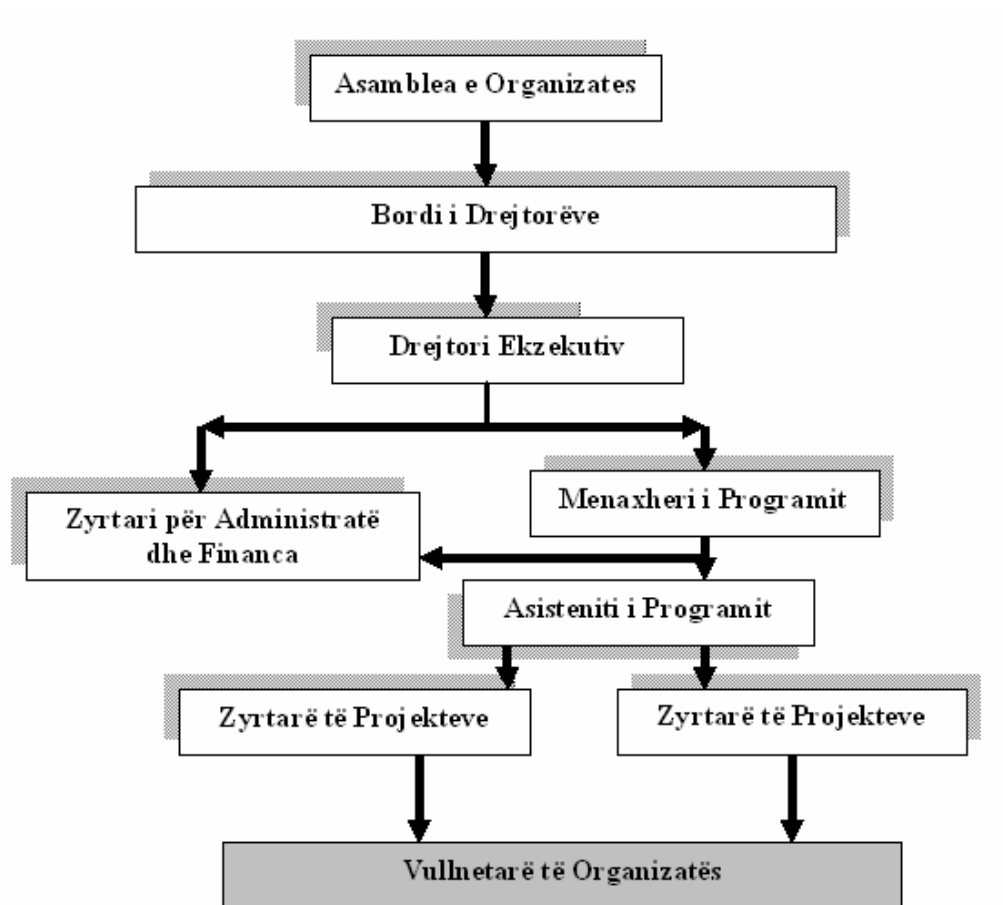 Asamblea e Organizates
Bordi i Drejtorëve
Drejtori Ekzekutiv
Menaxheri i Programit
Zyrtari për Administratë
dhe Financa
Asisteniti i Programit
Zyrtarë të Projekteve
Zyrtarë të Projekteve
Vullnetarë të Organizatës